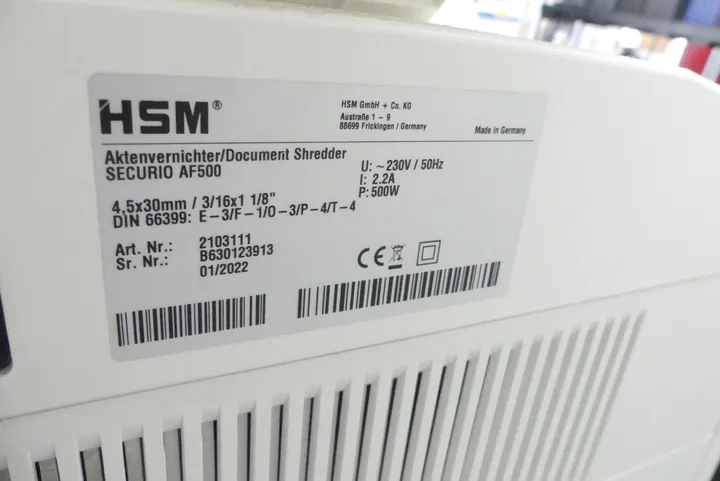 HSM®
HSM GmbH + Co. KG
Austraße 1 – 9
88699 Frickingen / Germany
Made in Germany
Aktenvernichter/Document Shredder
SECURIO AF500
U: ~ 230V / 50Hz
I: 2.2A
P: 500W
4,5x30mm / 3/16x1 1/8"
DIN 66399: E–3/F–1/O–3/P–4/T–4
Art. Nr.: 2103111
Sr. Nr.: B630123913
01/2022
CE